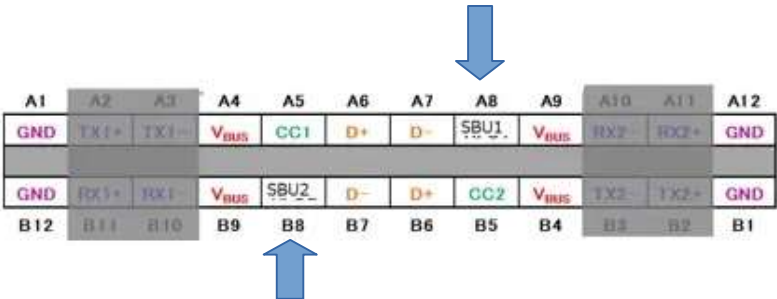 A1 A2 A3 A4 A5 A6 A7 A8 A9 A10 A11 A12
GND TX1+ TX1- VBUS CC1 D+ D- SBU1 VBUS RX2- RX2+ GND
GND RX1+ RX1- VBUS SBU2 D- D+ CC2 VBUS TX2- TX2+ GND
B12 B11 B10 B9 B8 B7 B6 B5 B4 B3 B2 B1